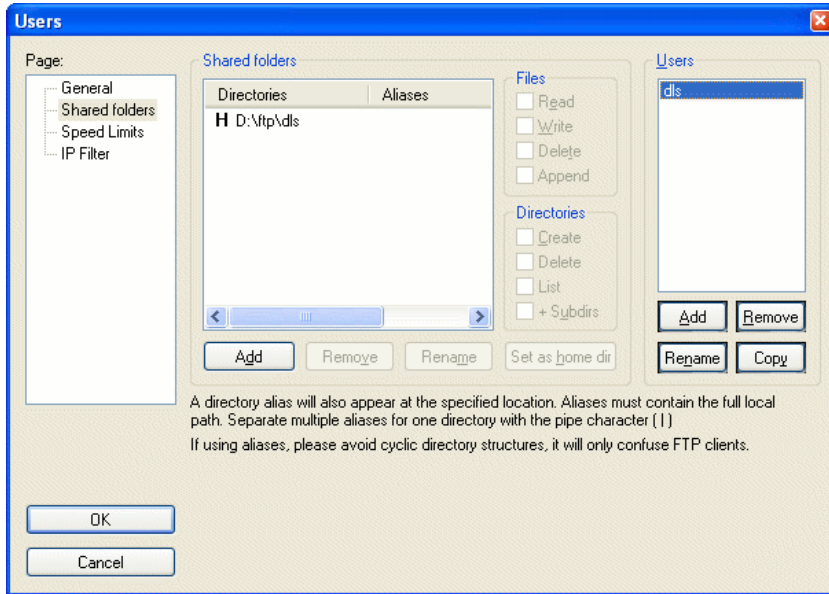 Users
Page:
General
Shared folders
Speed Limits
IP Filter
Shared folders
Directories Aliases
H D:\ftp\dls
Files
Read
Write
Delete
Append
Directories
Create
Delete
List
+ Subdirs
Add Remove Rename Set as home dir
Users
dls
Add Remove
Rename Copy
A directory alias will also appear at the specified location. Aliases must contain the full local
path. Separate multiple aliases for one directory with the pipe character ( | )
If using aliases, please avoid cyclic directory structures, it will only confuse FTP clients.
OK
Cancel